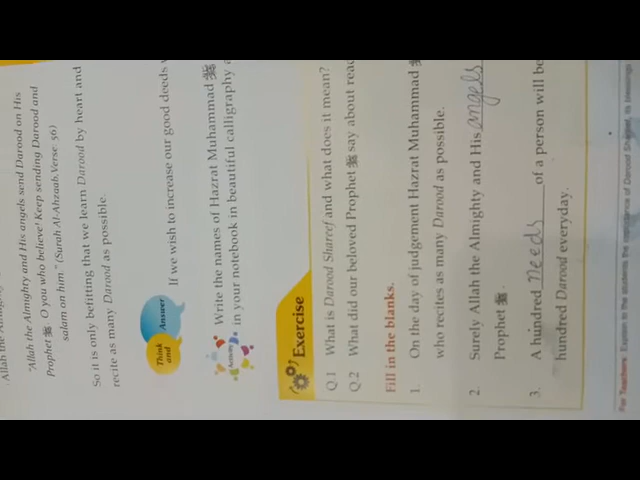 Allah the
"Allah the Almighty and His angels send Darood on His
Prophet ﷺ O you who believe! Keep sending Darood and
salam on him." (Surah Al-Ahzaab, Verse 56)
So it is only befitting that we learn Darood by heart and
recite as many Darood as possible.
Think and Answer
If we wish to increase our good deeds
Activity
Write the names of Hazrat Muhammad ﷺ
in your notebook in beautiful calligraphy
Exercise
Q 1 What is Darood Shareef and what does it mean?
Q 2 What did our beloved Prophet ﷺ say about
Fill in the blanks.
1. On the day of judgement Hazrat Muhammad ﷺ
who recites as many Darood as possible.
2. Surely Allah the Almighty and His angels
Prophet ﷺ.
3. A hundred needs of a person will be
hundred Darood everyday.
For Teachers: Explain to the students the importance of Darood Shareef, its blessings